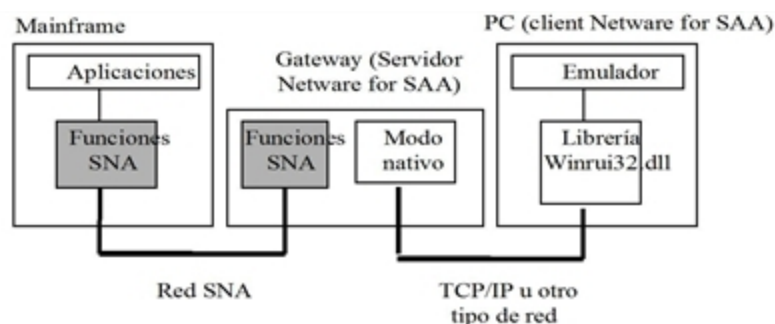 Mainframe
Aplicaciones
Funciones
SNA
Gateway (Servidor
Netware for SAA)
Funciones
SNA
Modo
nativo
PC (client Netware for SAA)
Emulador
Librería
Winrui32.dll
Red SNA
TCP/IP u otro
tipo de red